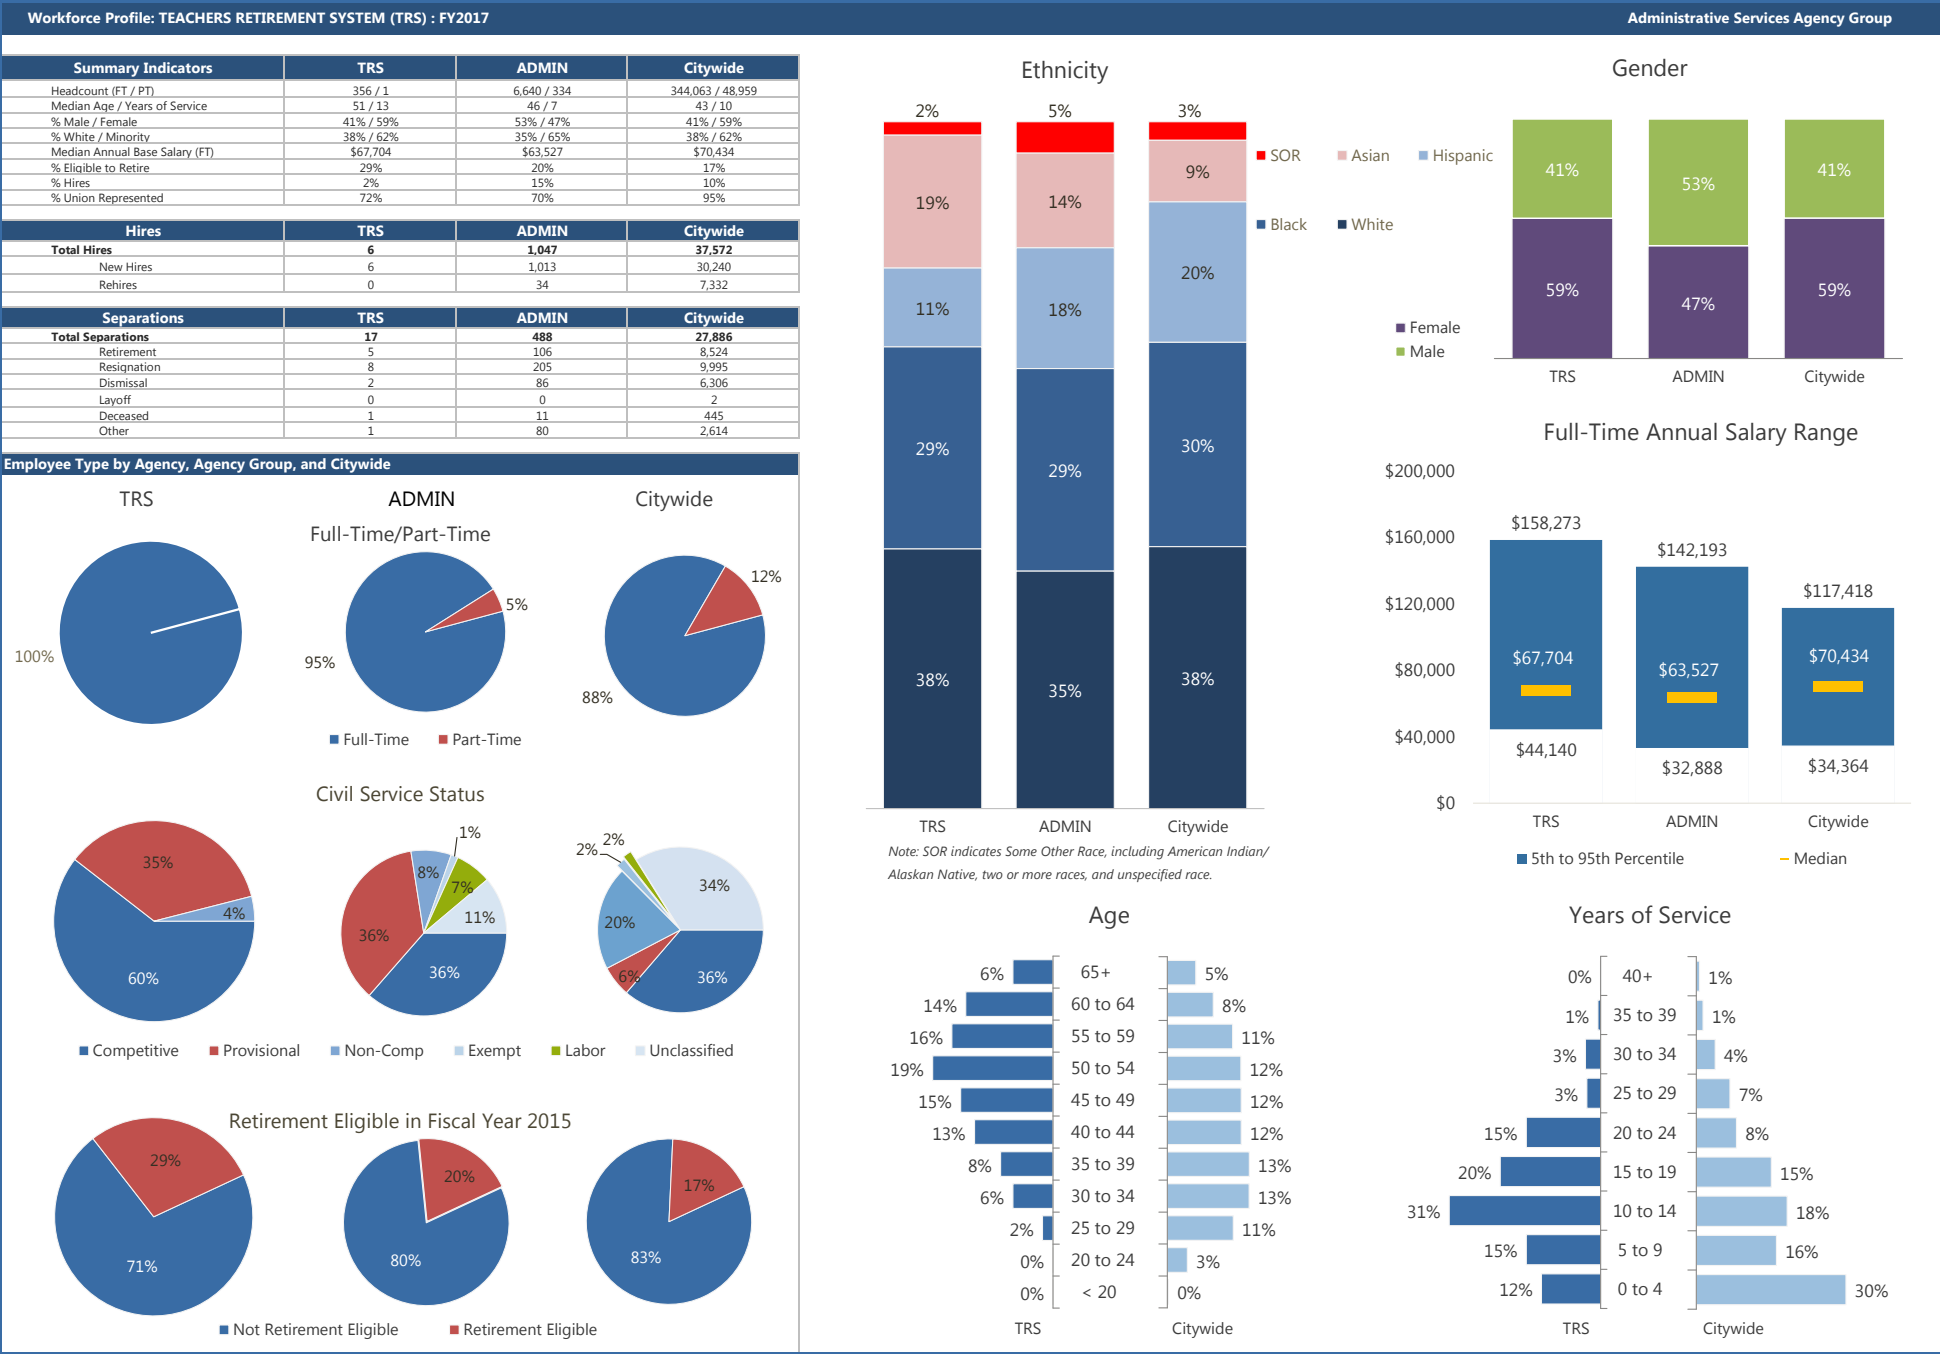 Workforce Profile: TEACHERS RETIREMENT SYSTEM (TRS) : FY2017
Administrative Services Agency Group
Summary Indicators TRS ADMIN Citywide
Headcount (FT / PT) 356 / 1 6,640 / 334 344,063 / 48,959
Median Age / Years of Service 51 / 13 46 / 7 43 / 10
% Male / Female 41% / 59% 53% / 47% 41% / 59%
% White / Minority 38% / 62% 35% / 65% 38% / 62%
Median Annual Base Salary (FT) $67,704 $63,527 $70,434
% Eligible to Retire 29% 20% 17%
% Hires 2% 15% 10%
% Union Represented 72% 70% 95%
Hires TRS ADMIN Citywide
Total Hires 6 1,047 37,572
New Hires 6 1,013 30,240
Rehires 0 34 7,332
Separations TRS ADMIN Citywide
Total Separations 17 488 27,886
Retirement 5 106 8,524
Resignation 8 205 9,995
Dismissal 2 86 6,306
Layoff 0 0 2
Deceased 1 11 445
Other 1 80 2,614
Employee Type by Agency, Agency Group, and Citywide
TRS ADMIN Citywide
Full-Time/Part-Time
12%
5%
100%
95%
88%
Full-Time Part-Time
Civil Service Status
1%
2% 2%
35%
8%
7%
34%
4%
11%
20%
36%
60%
36%
6%
36%
Competitive Provisional Non-Comp Exempt Labor Unclassified
Retirement Eligible in Fiscal Year 2015
29%
20%
17%
71%
80%
83%
Not Retirement Eligible Retirement Eligible
Ethnicity
2% 5% 3%
SOR Asian Hispanic
Black White
19% 14% 9%
11% 18% 20%
29% 29% 30%
38% 35% 38%
TRS ADMIN Citywide
Note: SOR indicates Some Other Race, including American Indian/
Alaskan Native, two or more races, and unspecified race.
Gender
41% 53% 41%
59% 47% 59%
Female
Male
TRS ADMIN Citywide
Full-Time Annual Salary Range
$200,000
$160,000
$120,000
$80,000
$40,000
$0
$158,273 $142,193 $117,418
$67,704 $63,527 $70,434
$44,140 $32,888 $34,364
TRS ADMIN Citywide
5th to 95th Percentile Median
Age
6% 65+ 5%
14% 60 to 64 8%
16% 55 to 59 11%
19% 50 to 54 12%
15% 45 to 49 12%
13% 40 to 44 12%
8% 35 to 39 13%
6% 30 to 34 13%
2% 25 to 29 11%
0% 20 to 24 3%
0% < 20 0%
TRS Citywide
Years of Service
0% 40+ 1%
1% 35 to 39 1%
3% 30 to 34 4%
3% 25 to 29 7%
15% 20 to 24 8%
20% 15 to 19 15%
31% 10 to 14 18%
15% 5 to 9 16%
12% 0 to 4 30%
TRS Citywide